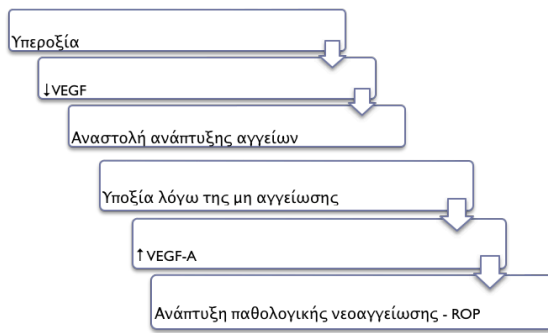 Υπεροξία
↓VEGF
Αναστολή ανάπτυξης αγγείων
Υποξία λόγω της μη αγγείωσης
↑VEGF-A
Ανάπτυξη παθολογικής νεοαγγείωσης - ROP